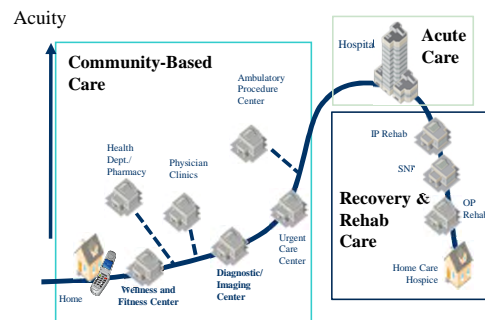 Acuity
Community-Based
Care
Hospital
Acute
Care
Ambulatory
Procedure
Center
Health
Dept./
Pharmacy
Physician
Clinics
IP Rehab
SNF
Recovery &
Rehab
Care
OP
Rehab
Urgent
Care
Center
Diagnostic/
Imaging
Center
Home Care
Hospice
Home
Wellness and
Fitness Center